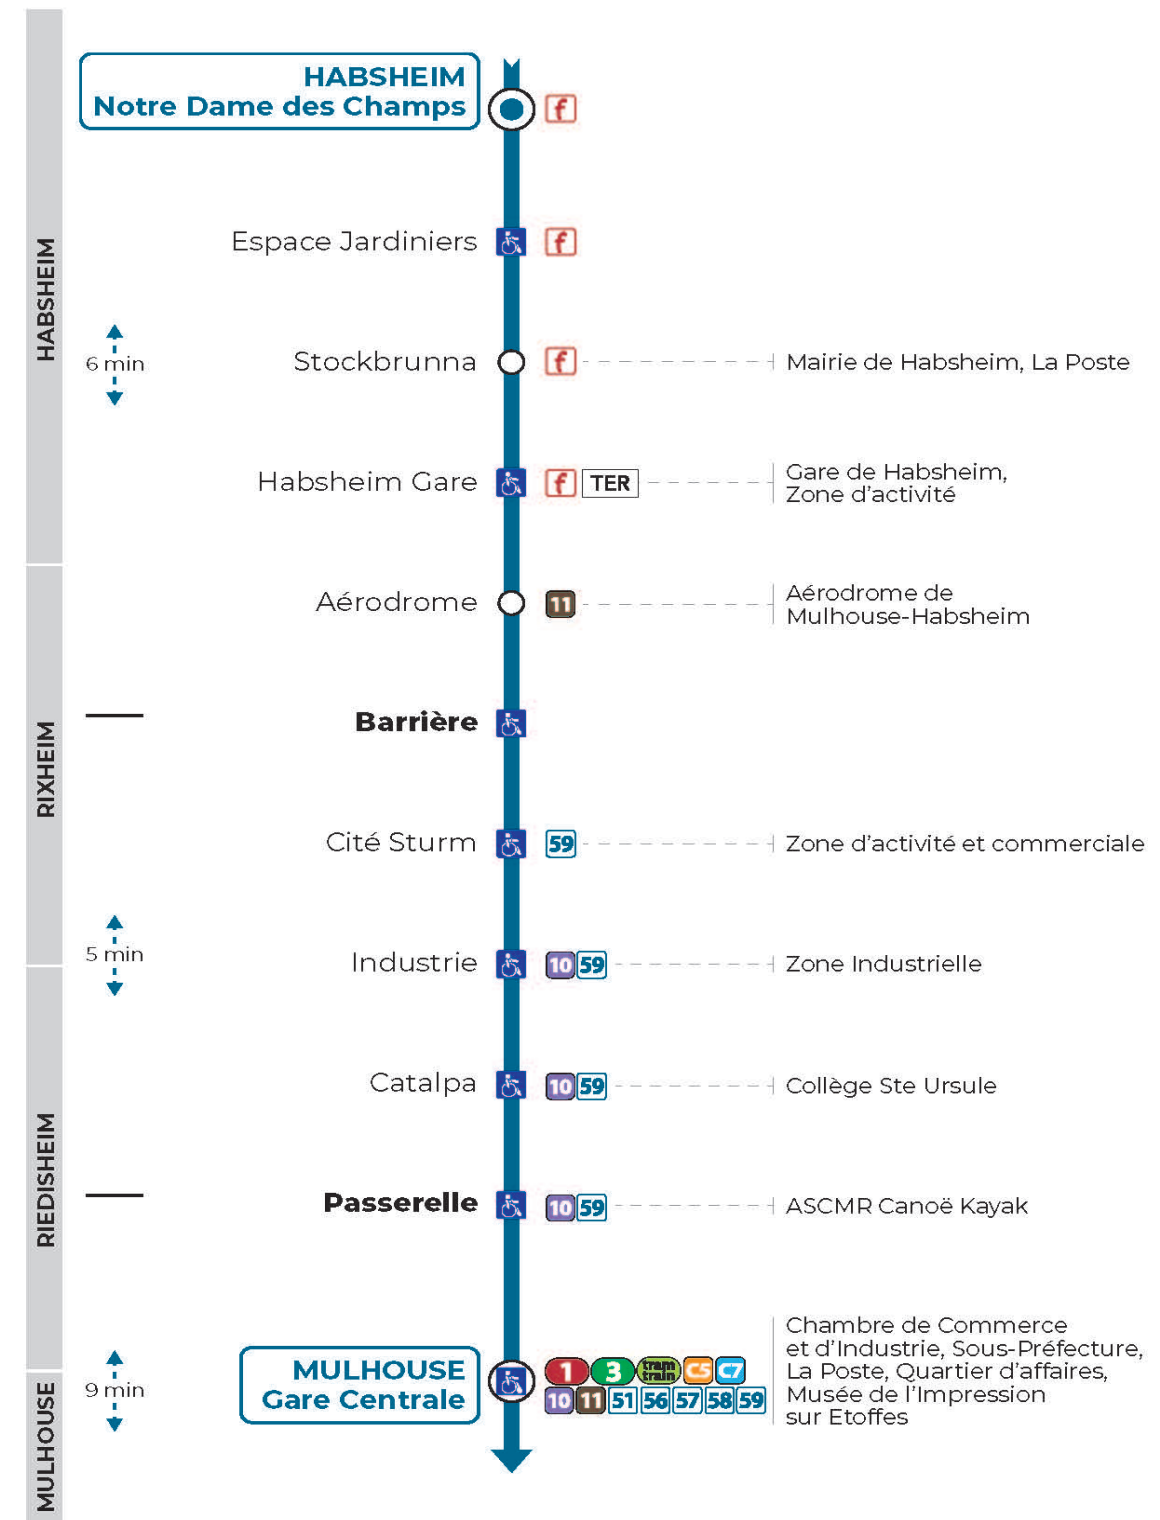 HABSHEIM
Notre Dame des Champs
f
Espace Jardiniers
f
HABSHEIM
6 min
Stockbrunna
f
Mairie de Habsheim, La Poste
Habsheim Gare
f TER
Gare de Habsheim,
Zone d'activité
Aérodrome
11
Aérodrome de
Mulhouse-Habsheim
RIXHEIM
Barrière
Cité Sturm
59
Zone d'activité et commerciale
5 min
Industrie
10 59
Zone Industrielle
Catalpa
10 59
Collège Ste Ursule
RIEDISHEIM
Passerelle
10 59
ASCMR Canoë Kayak
MULHOUSE
9 min
MULHOUSE
Gare Centrale
1 3 tram train C5 C7
10 11 51 56 57 58 59
Chambre de Commerce
et d'Industrie, Sous-Préfecture,
La Poste, Quartier d'affaires,
Musée de l'Impression
sur Etoffes